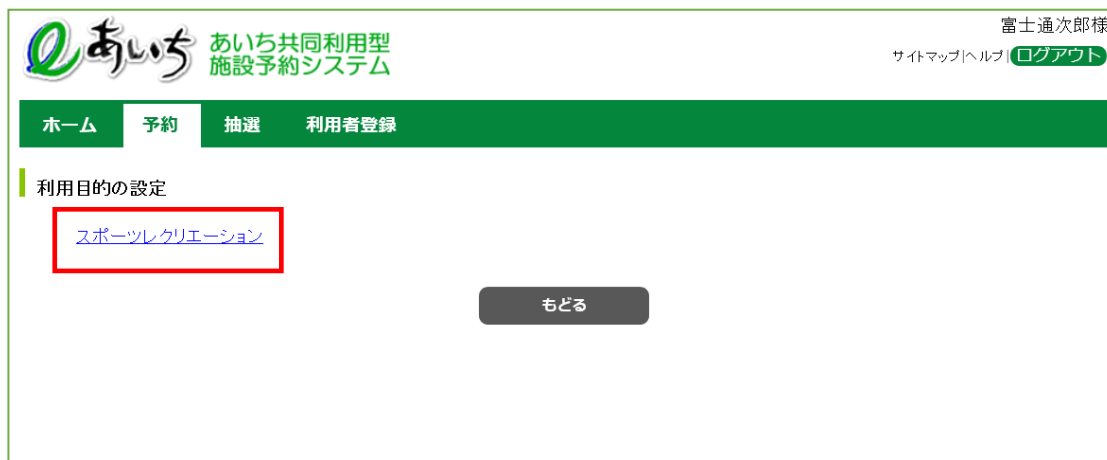 eあいち
あいち共同利用型
施設予約システム
富士通次郎様
サイトマップ|ヘルプ|ログアウト
ホーム 予約 抽選 利用者登録
利用目的の設定
スポーツレクリエーション
もどる